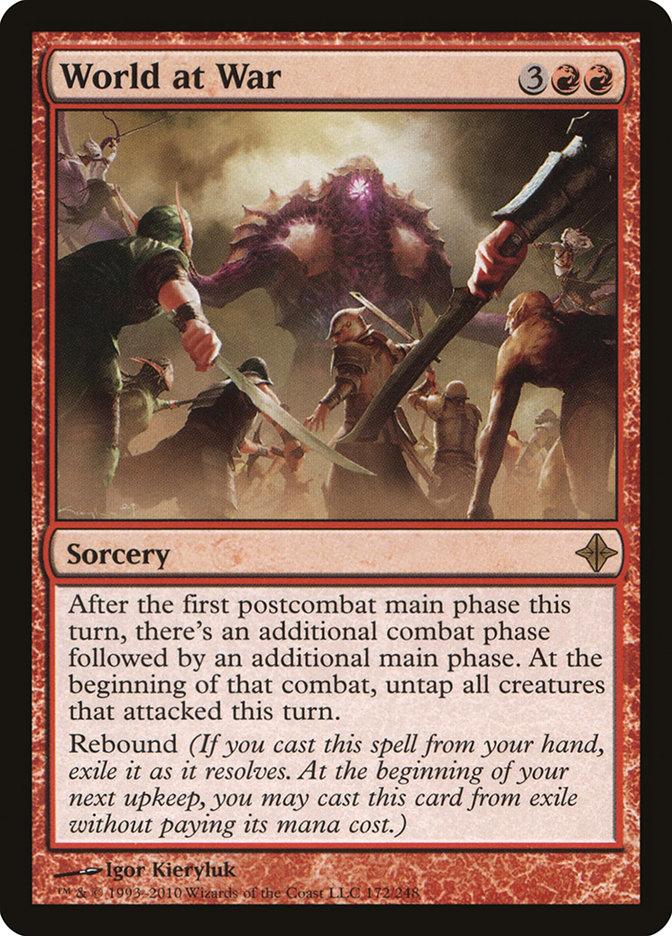 World at War 3
Sorcery
After the first postcombat main phase this
turn, there's an additional combat phase
followed by an additional main phase. At the
beginning of that combat, untap all creatures
that attacked this turn.
Rebound (If you cast this spell from your hand,
exile it as it resolves. At the beginning of your
next upkeep, you may cast this card from exile
without paying its mana cost.)
Igor Kieryluk
™ & © 1993–2010 Wizards of the Coast LLC 172/248